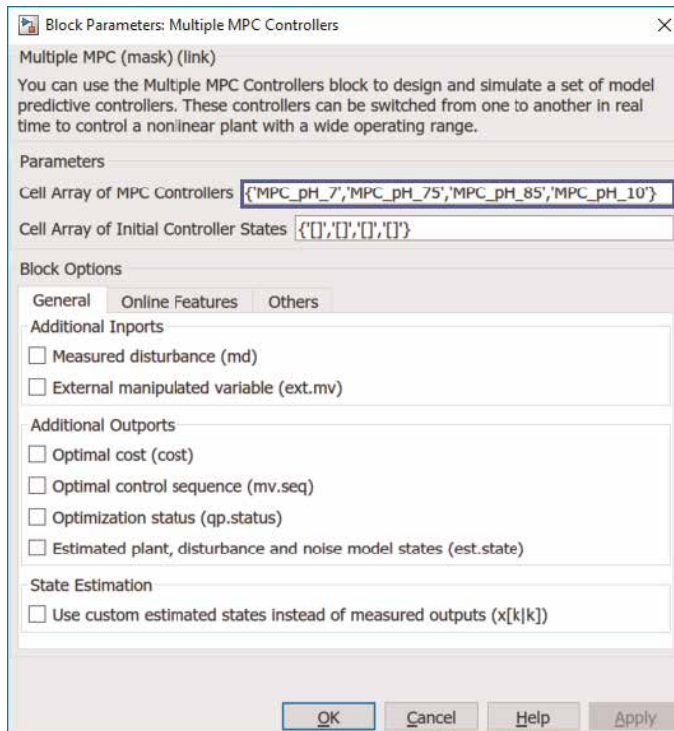 Block Parameters: Multiple MPC Controllers
Multiple MPC (mask) (link)
You can use the Multiple MPC Controllers block to design and simulate a set of model
predictive controllers. These controllers can be switched from one to another in real
time to control a nonlinear plant with a wide operating range.
Parameters
Cell Array of MPC Controllers {'MPC_pH_7','MPC_pH_75','MPC_pH_85','MPC_pH_10'}
Cell Array of Initial Controller States {'[]','[]','[]','[]'}
Block Options
General Online Features Others
Additional Inports
Measured disturbance (md)
External manipulated variable (ext.mv)
Additional Outports
Optimal cost (cost)
Optimal control sequence (mv.seq)
Optimization status (qp.status)
Estimated plant, disturbance and noise model states (est.state)
State Estimation
Use custom estimated states instead of measured outputs (x[k|k])
OK Cancel Help Apply